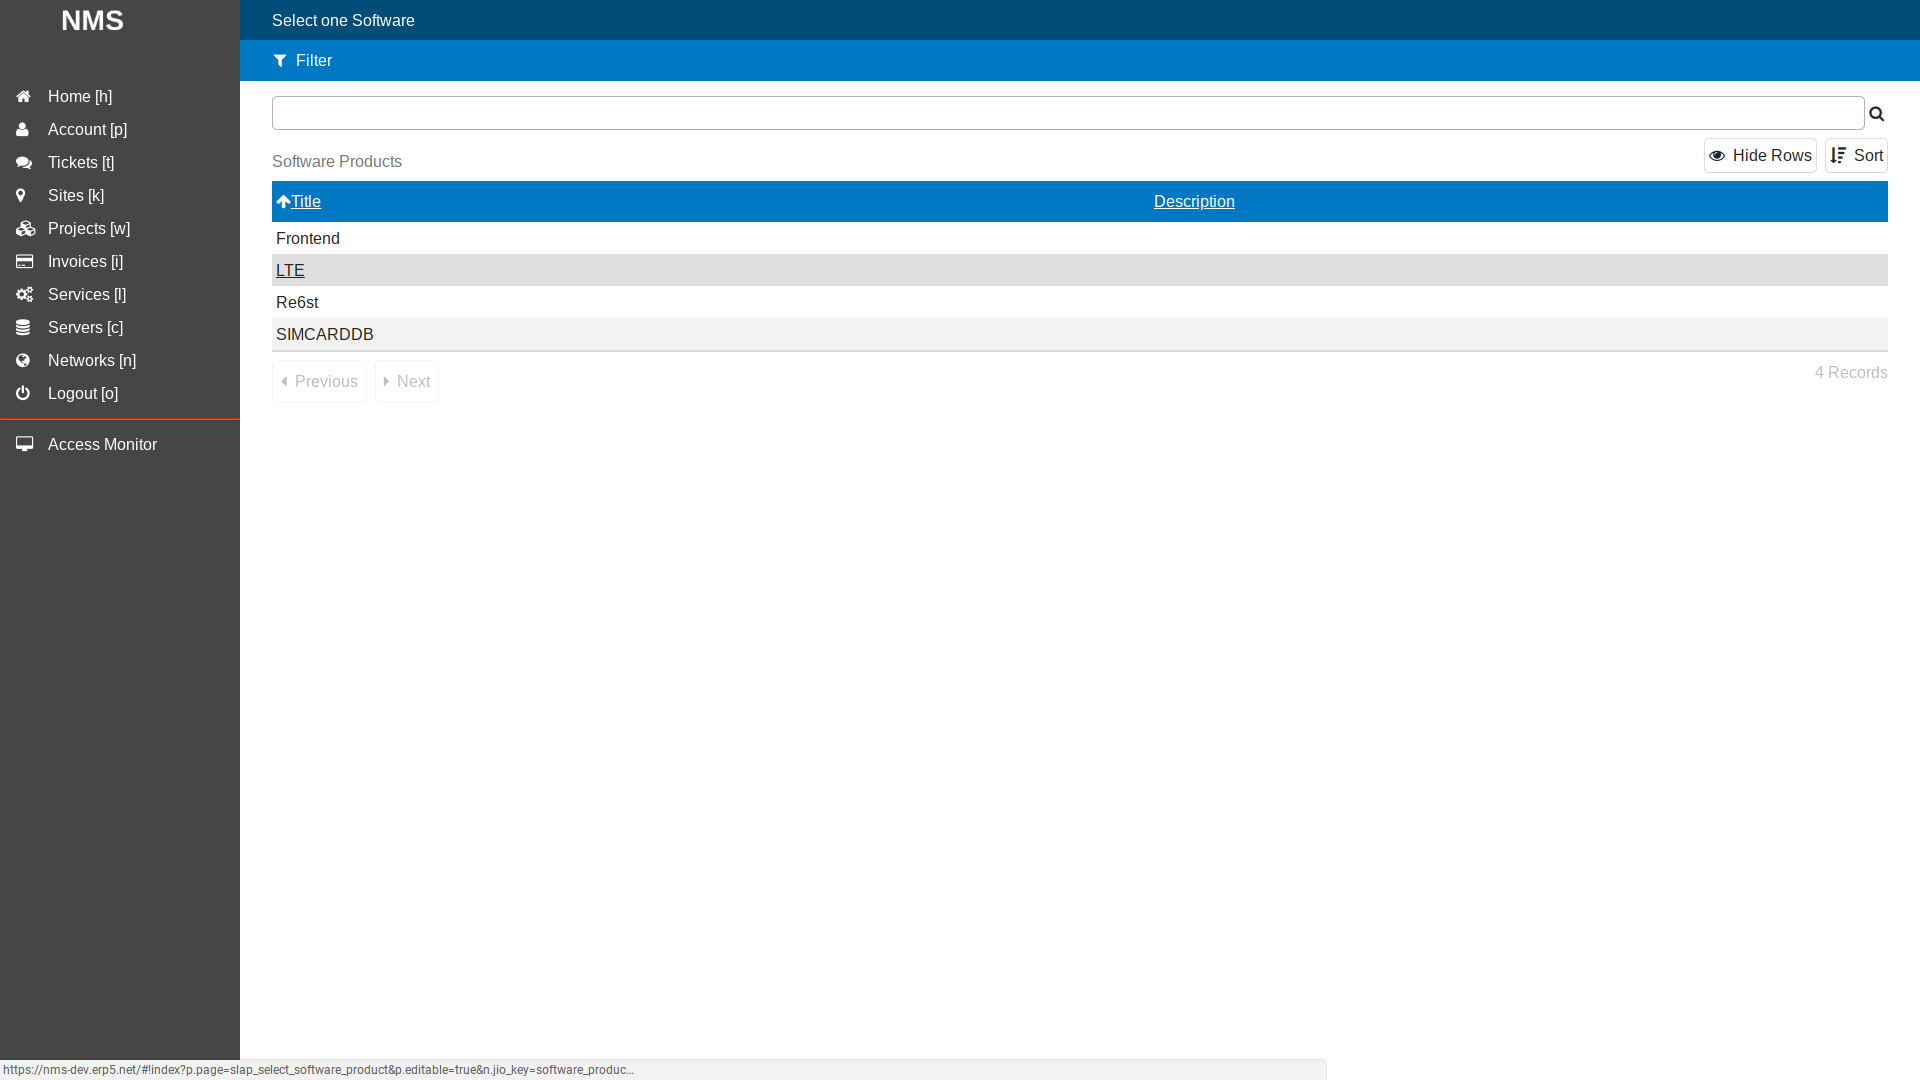 NMS
Home [h]
Account [p]
Tickets [t]
Sites [k]
Projects [w]
Invoices [i]
Services [l]
Servers [c]
Networks [n]
Logout [o]
Access Monitor
Select one Software
Filter
Software Products
Hide Rows Sort
Title Description
Frontend
LTE
Re6st
SIMCARDDB
Previous Next 4 Records
https://nms-dev.erp5.net/#!index?p.page=slap_select_software_product&p.editable=true&n.jio_key=software_produc...